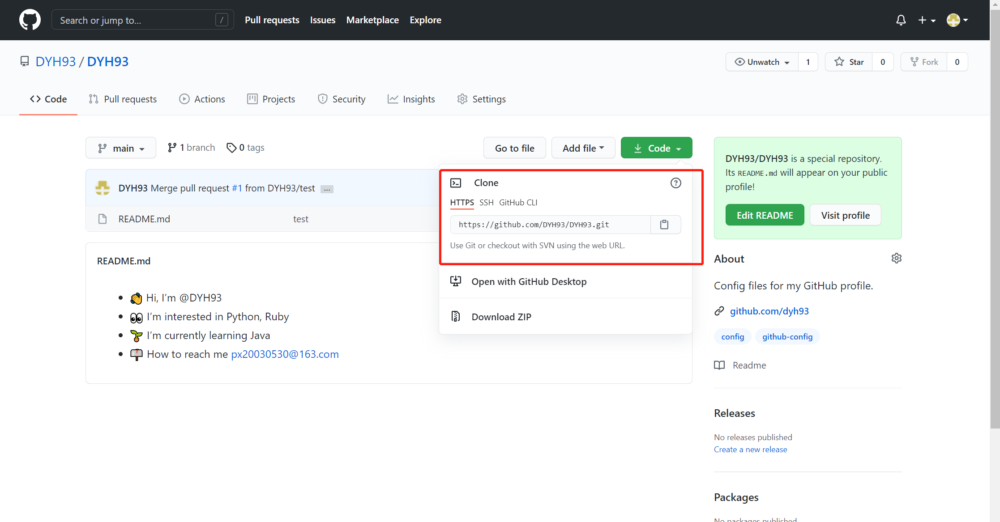 Search or jump to... /
Pull requests Issues Marketplace Explore
DYH93 / DYH93
Unwatch 1 Star 0 Fork 0
Code Pull requests Actions Projects Security Insights Settings
main 1 branch 0 tags
Go to file Add file Code
DYH93 Merge pull request #1 from DYH93/test ...
README.md test
README.md
Hi, I’m @DYH93
I’m interested in Python, Ruby
I’m currently learning Java
How to reach me px20030530@163.com
Clone
HTTPS SSH GitHub CLI
https://github.com/DYH93/DYH93.git
Use Git or checkout with SVN using the web URL.
Open with GitHub Desktop
Download ZIP
DYH93/DYH93 is a special repository.
Its README.md will appear on your public
profile!
Edit README Visit profile
About
Config files for my GitHub profile.
github.com/dyh93
config github-config
Readme
Releases
No releases published
Create a new release
Packages
No packages published